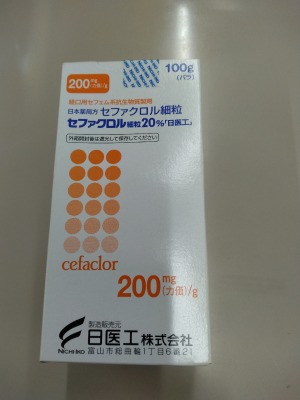 200mg(力価)/g
100g
(バラ)
経口用セフェム系抗生物質製剤
日本薬局方 セファクロル細粒
セファクロル細粒20%「日医工」
外箱開封後は遮光して保存してください
cefaclor
200mg(力価)/g
製造販売元
日医工株式会社
NICHI-IKO 富山市総曲輪1丁目6番21